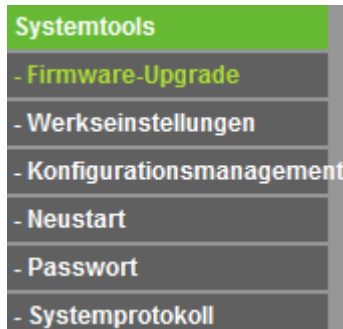 Systemtools
- Firmware-Upgrade
- Werkseinstellungen
- Konfigurationsmanagement
- Neustart
- Passwort
- Systemprotokoll